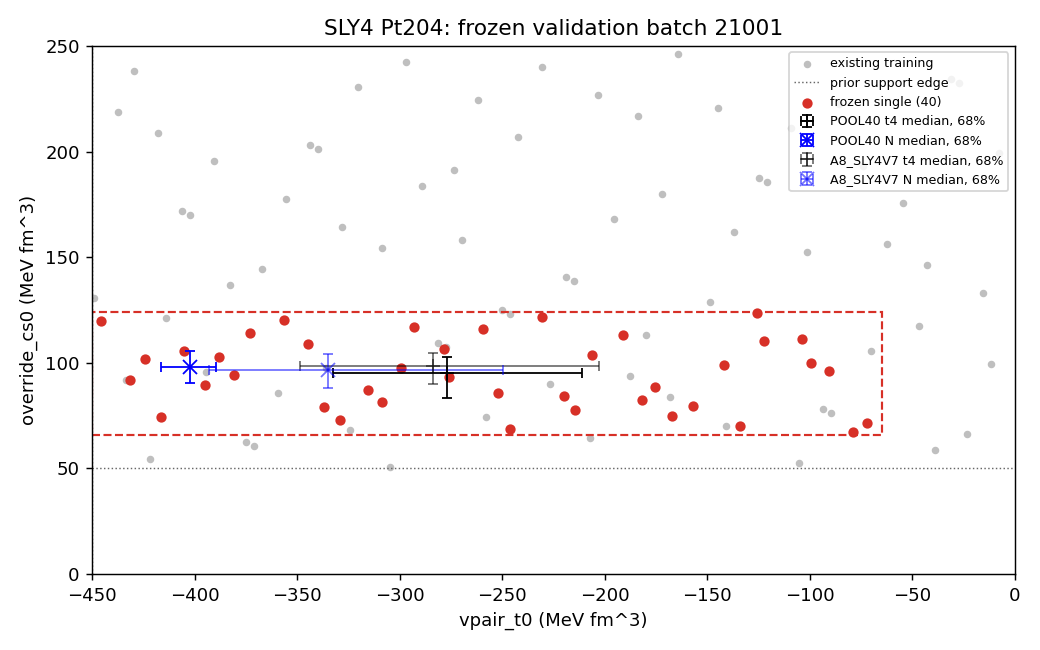 SLY4 Pt204: frozen validation batch 21001
override_cs0 (MeV fm^3)
250
200
150
100
50
0
existing training
prior support edge
frozen single (40)
POOL40 t4 median, 68%
POOL40 N median, 68%
A8_SLY4V7 t4 median, 68%
A8_SLY4V7 N median, 68%
−450 −400 −350 −300 −250 −200 −150 −100 −50 0
vpair_t0 (MeV fm^3)